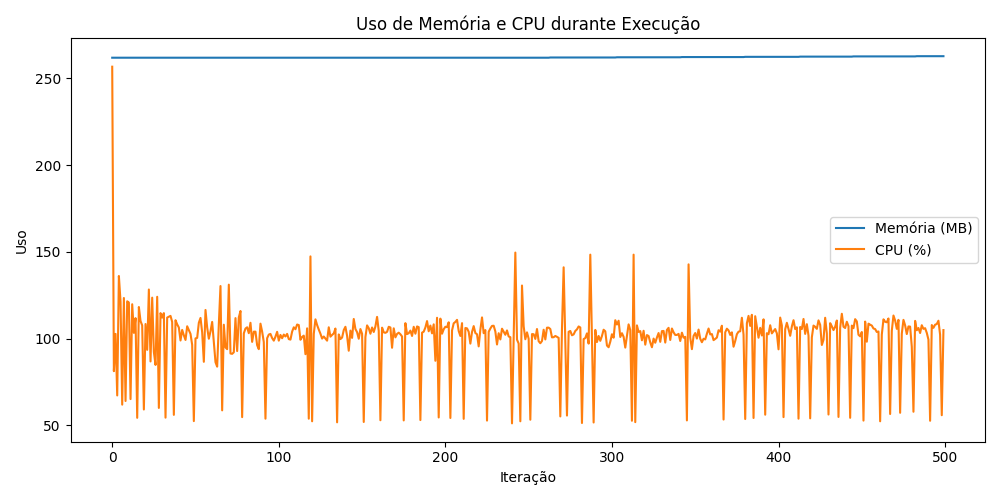 Uso de Memória e CPU durante Execução
Uso
250
200
150
100
50
Memória (MB)
CPU (%)
0 100 200 300 400 500
Iteração